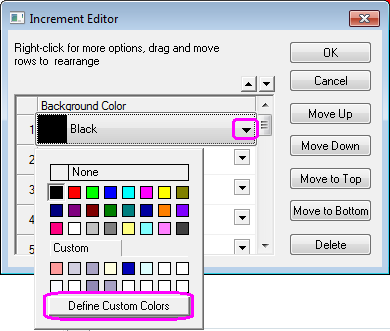 Increment Editor
Right-click for more options, drag and move
rows to rearrange
OK
Cancel
Move Up
Move Down
Move to Top
Move to Bottom
Delete
Background Color
1 Black
2
3
4
5
None
Custom
Define Custom Colors